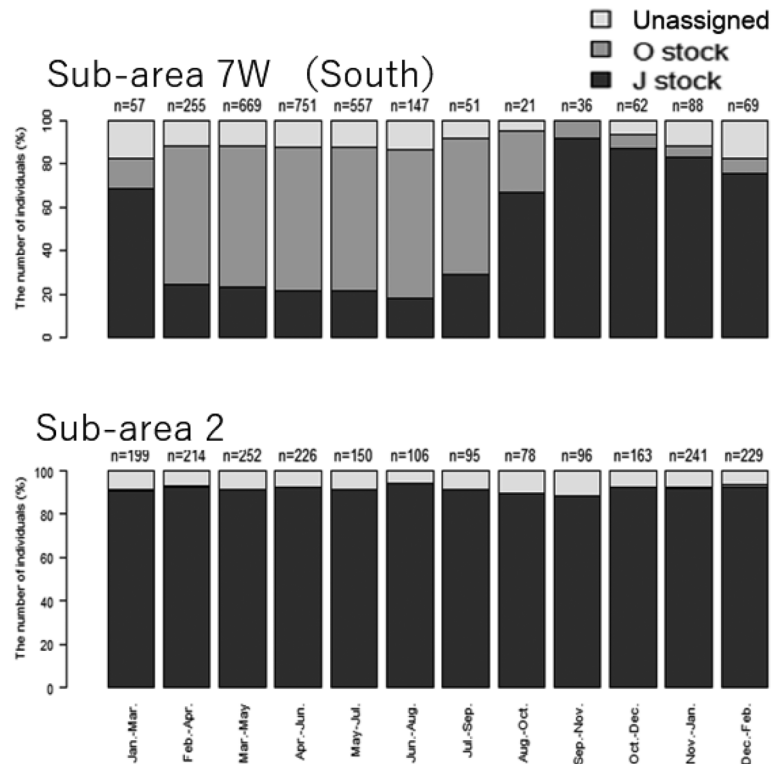 Unassigned
O stock
J stock
Sub-area 7W (South)
n=57 n=255 n=669 n=751 n=557 n=147 n=51 n=21 n=36 n=62 n=88 n=69
The number of individuals (%)
100
80
60
40
20
0
Sub-area 2
n=199 n=214 n=252 n=226 n=150 n=106 n=95 n=78 n=96 n=163 n=241 n=229
The number of individuals (%)
100
80
60
40
20
0
Jan.-Mar.
Feb.-Apr.
Mar.-May
Apr.-Jun.
May-Jul.
Jun.-Aug.
Jul.-Sep.
Aug.-Oct.
Sep.-Nov.
Oct.-Dec.
Nov.-Jan.
Dec.-Feb.